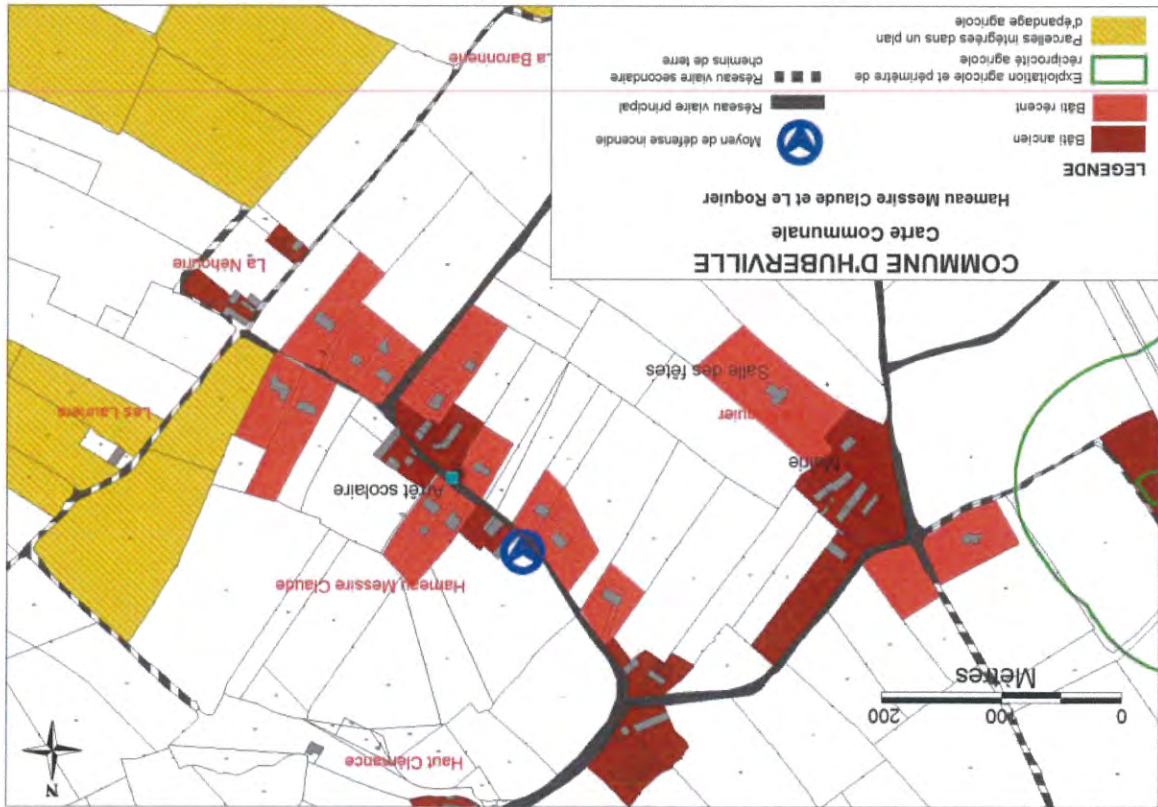 N
Haut Clémance
0 100 200
Mètres
Hameau Messire Claude
Arrêt scolaire
Mairie
Les Lauriers
Salle des fêtes
La Néhourie
COMMUNE D'HUBERVILLE
Carte Communale
Hameau Messire Claude et Le Roquier
LEGENDE
Bâti ancien
Bâti récent
Exploitation agricole et périmètre de
réciprocité agricole
Parcelles intégrées dans un plan
d'épandage agricole
Moyen de défense incendie
Réseau viaire principal
Réseau viaire secondaire
chemins de terre
La Baronnerie